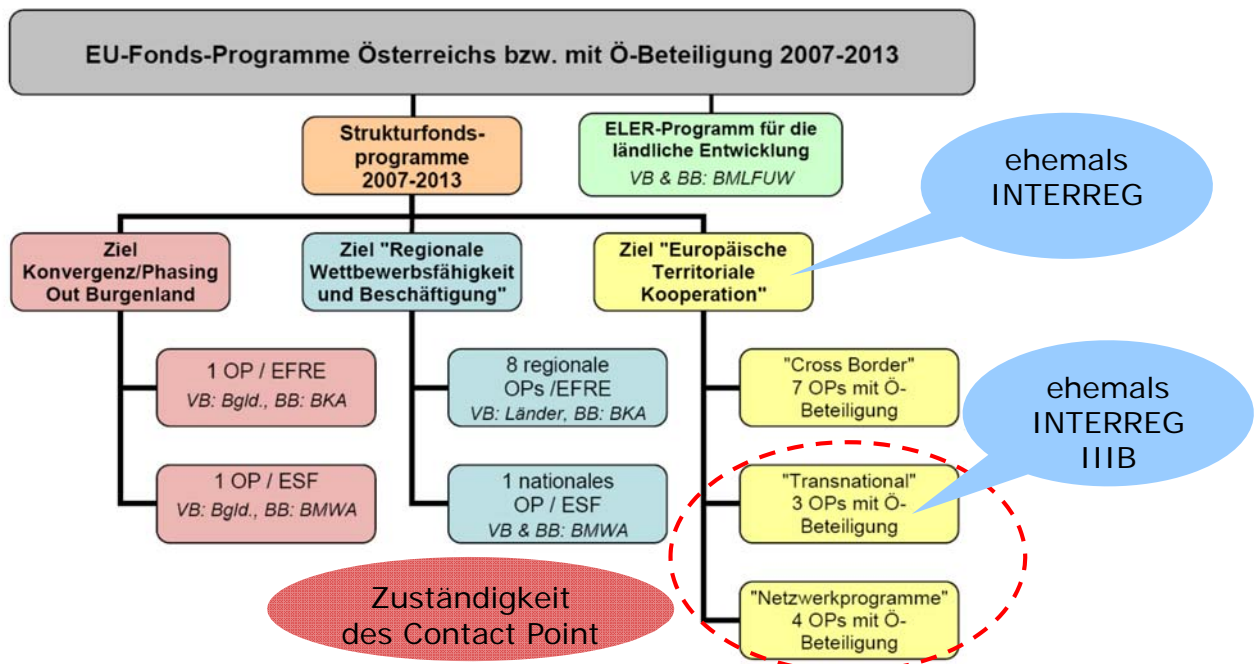 EU-Fonds-Programme Österreichs bzw. mit Ö-Beteiligung 2007-2013
Strukturfonds-
programme
2007-2013
ELER-Programm für die
ländliche Entwicklung
VB & BB: BMLFUW
ehemals
INTERREG
Ziel
Konvergenz/Phasing
Out Burgenland
Ziel "Regionale
Wettbewerbsfähigkeit
und Beschäftigung"
Ziel "Europäische
Territoriale
Kooperation"
1 OP / EFRE
VB: Bgld., BB: BKA
8 regionale
OPs /EFRE
VB: Länder, BB: BKA
"Cross Border"
7 OPs mit Ö-
Beteiligung
ehemals
INTERREG
IIIB
1 OP / ESF
VB: Bgld., BB: BMWA
1 nationales
OP / ESF
VB & BB: BMWA
"Transnational"
3 OPs mit Ö-
Beteiligung
Zuständigkeit
des Contact Point
"Netzwerkprogramme"
4 OPs mit Ö-
Beteiligung